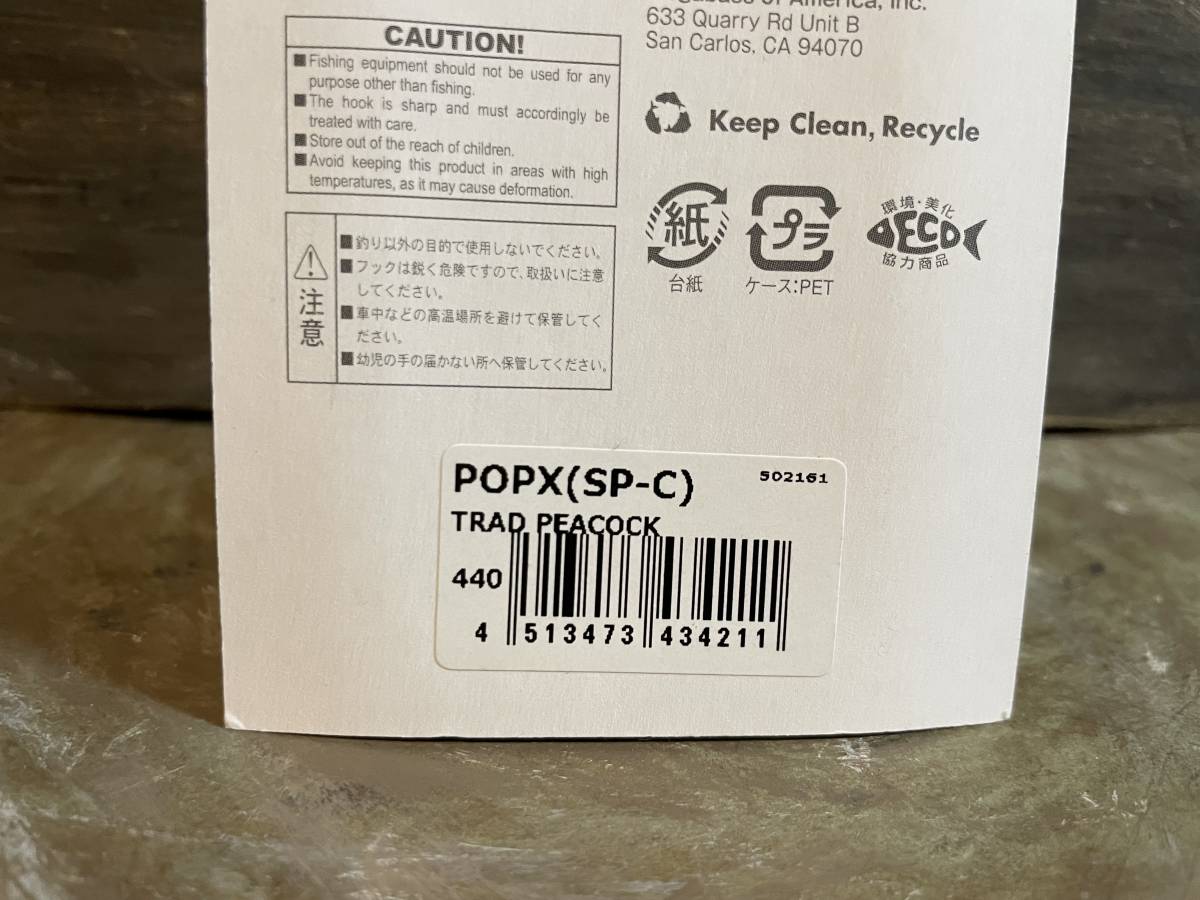 of America, Inc.
633 Quarry Rd Unit B
San Carlos, CA 94070
CAUTION!
■Fishing equipment should not be used for any
purpose other than fishing.
■The hook is sharp and must accordingly be
treated with care.
■Store out of the reach of children.
■Avoid keeping this product in areas with high
temperatures, as it may cause deformation.
Keep Clean, Recycle
紙
台紙
プラ
ケース:PET
環境・美化
ECO
協力商品
注意
■釣り以外の目的で使用しないでください。
■フックは鋭く危険ですので、取扱いに注意
してください。
■車中などの高温場所を避けて保管してく
ださい。
■幼児の手の届かない所へ保管してください。
POPX(SP-C)
502161
TRAD PEACOCK
440
4 513473 434211